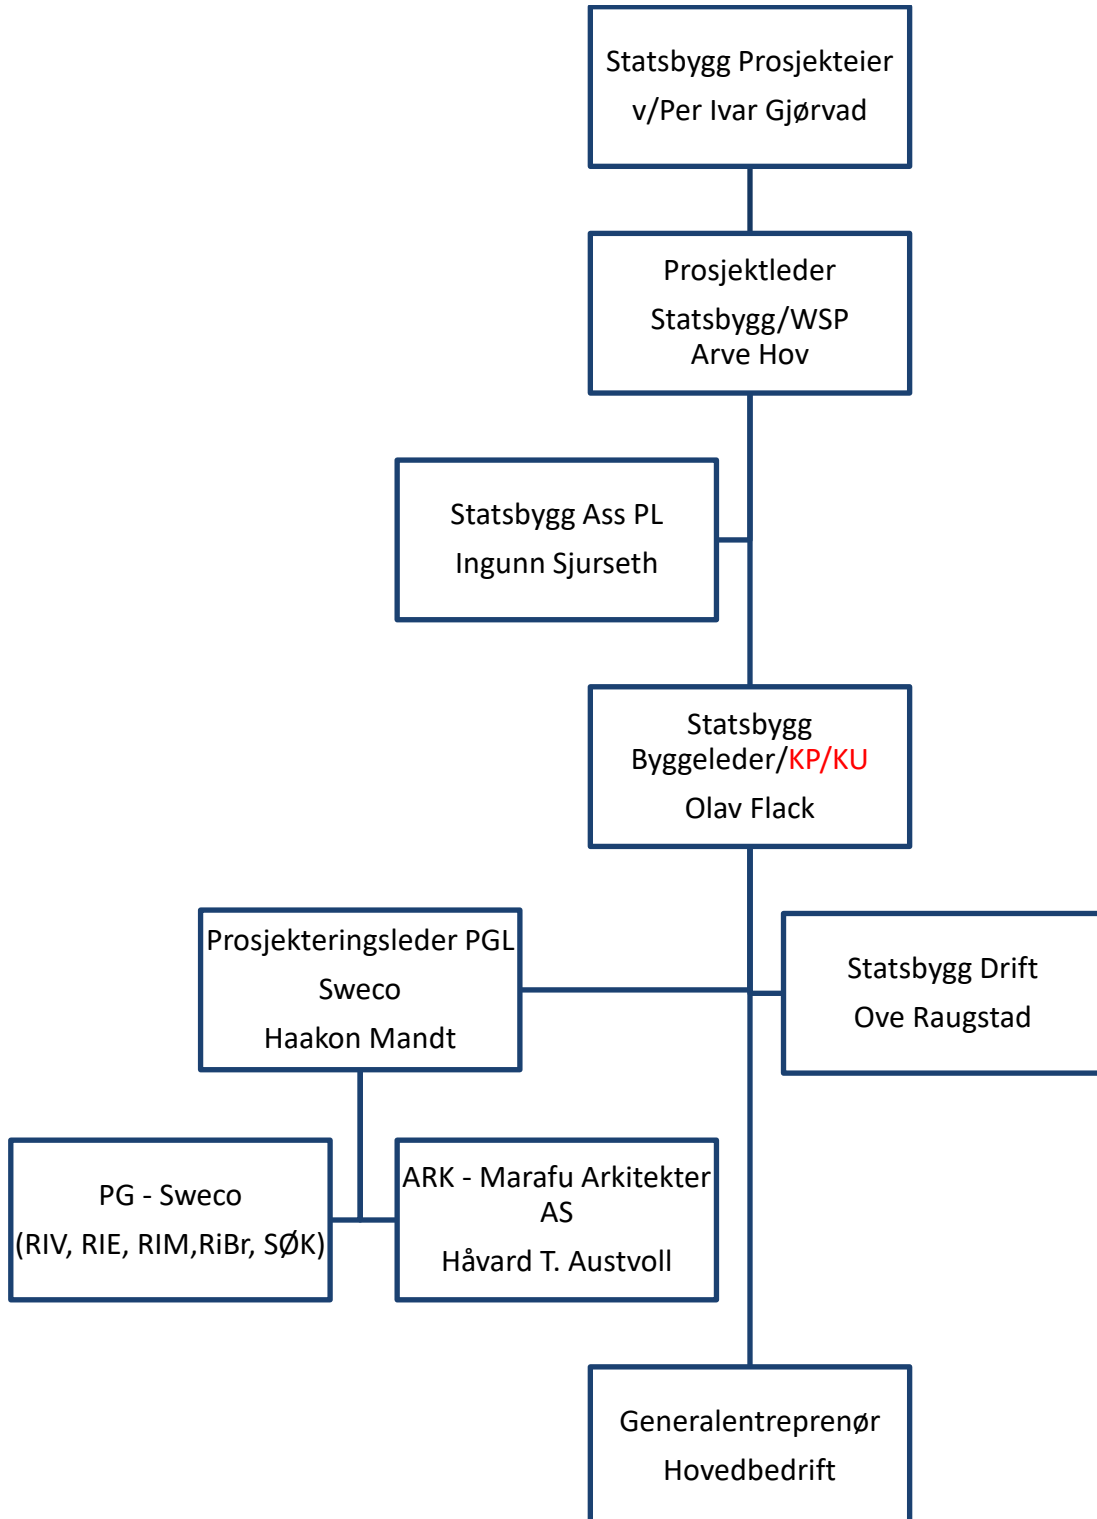 Statsbygg Prosjekteier
v/Per Ivar Gjørvad
Prosjektleder
Statsbygg/WSP
Arve Hov
Statsbygg Ass PL
Ingunn Sjurseth
Statsbygg
Byggeleder/KP/KU
Olav Flack
Prosjekteringsleder PGL
Sweco
Haakon Mandt
Statsbygg Drift
Ove Raugstad
PG - Sweco
(RIV, RIE, RIM,RiBr, SØK)
ARK - Marafu Arkitekter
AS
Håvard T. Austvoll
Generalentreprenør
Hovedbedrift